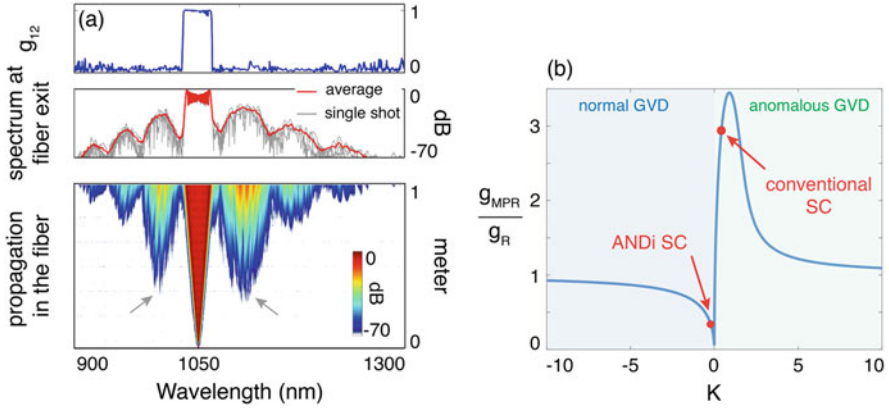 (a)
g12
1
0
spectrum at
fiber exit
average
single shot
0
dB
-70
propagation
in the fiber
0
dB
-70
1
meter
0
900
1050
1300
Wavelength (nm)
(b)
normal GVD
anomalous GVD
gMPR
gR
3
2
1
0
conventional
SC
ANDi SC
-10
-5
0
5
10
K